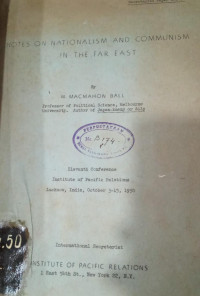 NOTES ON NATIONALISM AND COMMUNISM
IN THE FAR EAST
By
W MACMAHON BALL
Professor of Political Science, Melbourne
University. Author of
Eleventh Conference
Institute of Pacific Relations
Lucknow, India, October 3-15, 1950
.50
International Secretariat
INSTITUTE OF PACIFIC RELATIONS
1 East 54th St., New York 22, N.Y.